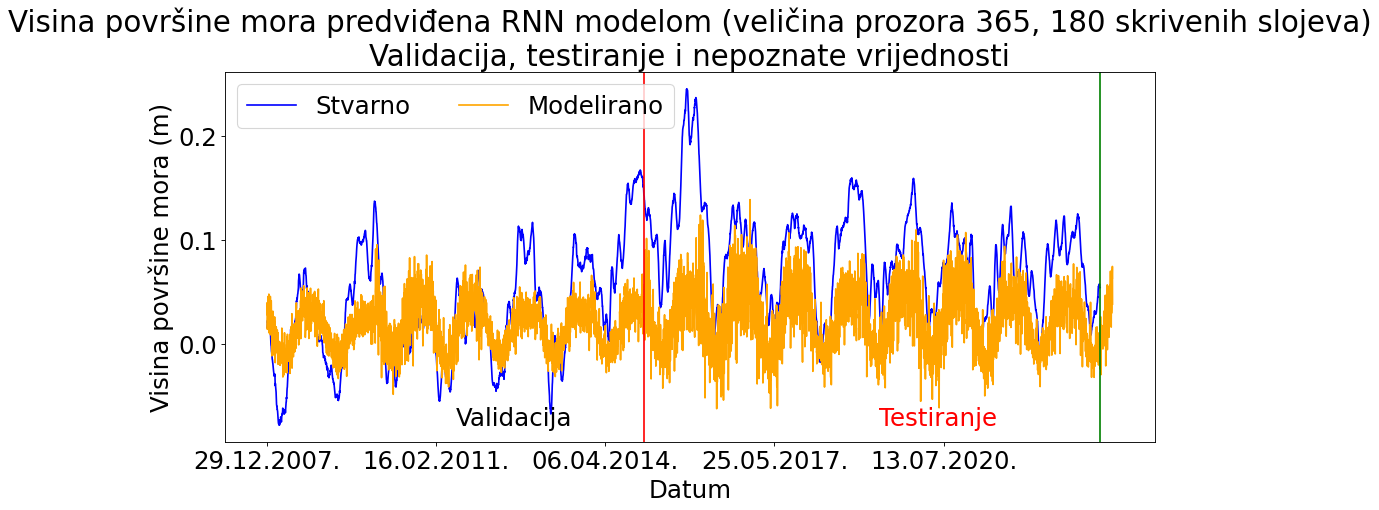 Visina površine mora predviđena RNN modelom (veličina prozora 365, 180 skrivenih slojeva)
Validacija, testiranje i nepoznate vrijednosti
Stvarno
Modelirano
Visina površine mora (m)
0.2
0.1
0.0
Validacija
Testiranje
29.12.2007.
16.02.2011.
06.04.2014.
25.05.2017.
13.07.2020.
Datum